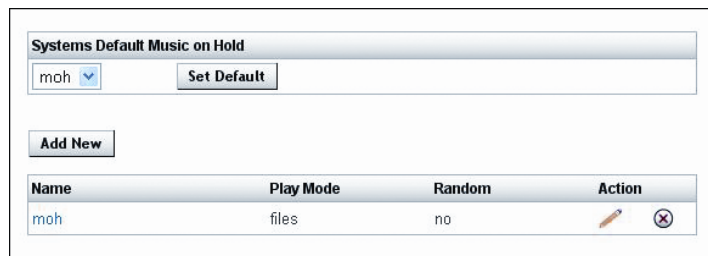 Systems Default Music on Hold
moh Set Default
Add New
Name Play Mode Random Action
moh files no